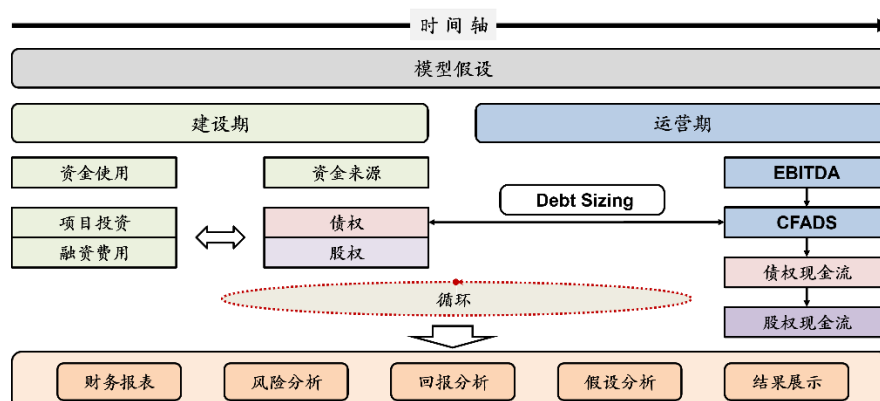 时间轴
模型假设
建设期
运营期
资金使用
资金来源
EBITDA
Debt Sizing
项目投资
债权
CFADS
融资费用
股权
债权现金流
循环
股权现金流
财务报表
风险分析
回报分析
假设分析
结果展示